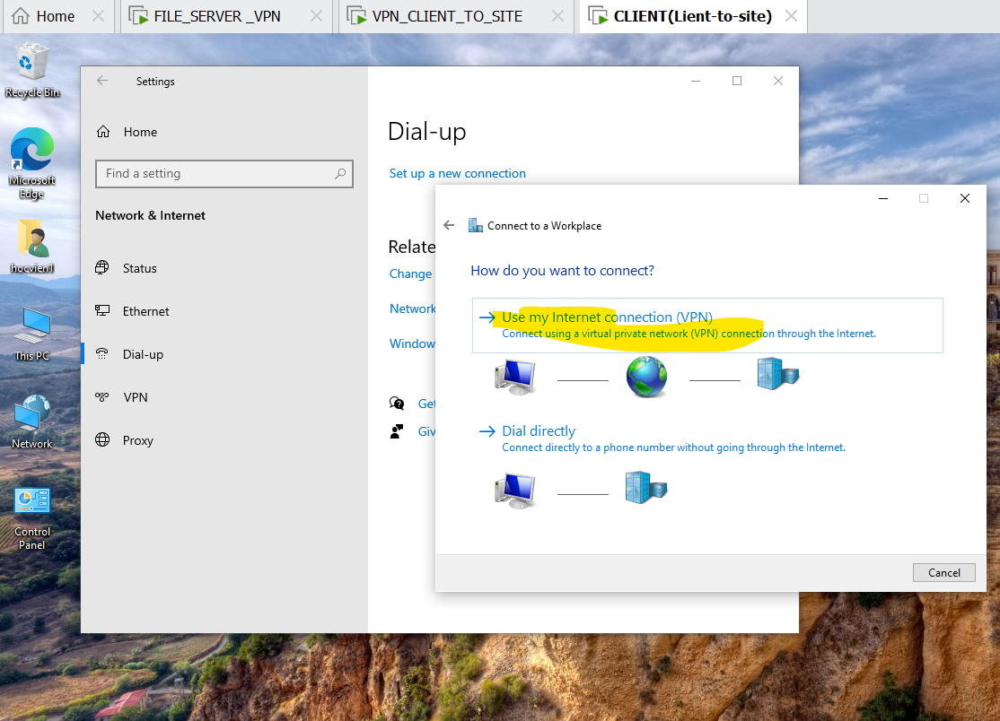 Home
FILE_SERVER _VPN
VPN_CLIENT_TO_SITE
CLIENT(Lient-to-site)
Recycle Bin
Microsoft
Edge
hocvien1
This PC
Network
Control
Panel
Settings
Home
Find a setting
Network & Internet
Status
Ethernet
Dial-up
VPN
Proxy
Dial-up
Set up a new connection
Relate
Change
Network
Window
Get
Giv
Connect to a Workplace
How do you want to connect?
Use my Internet connection (VPN)
Connect using a virtual private network (VPN) connection through the Internet.
Dial directly
Connect directly to a phone number without going through the Internet.
Cancel